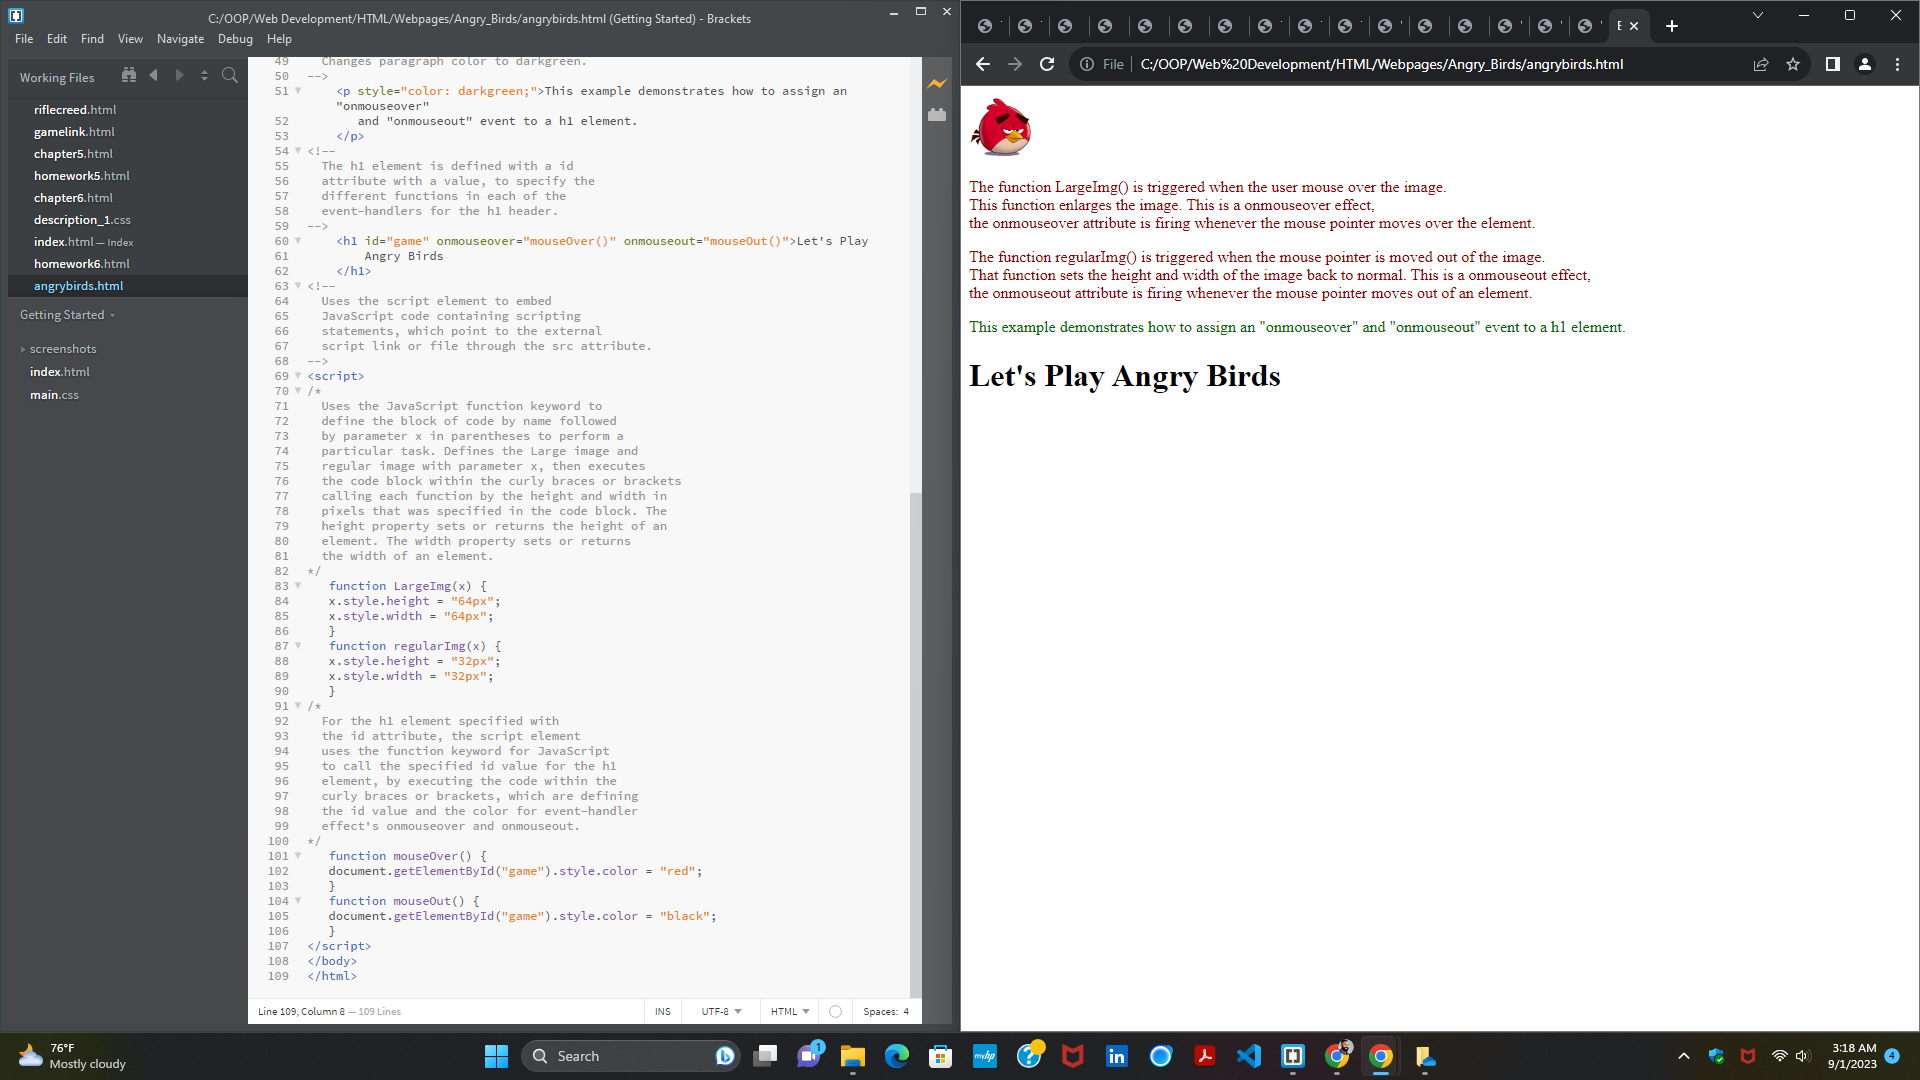 C:/OOP/Web Development/HTML/Webpages/Angry_Birds/angrybirds.html (Getting Started) - Brackets
File Edit Find View Navigate Debug Help
Working Files
riflecreed.html
gamelink.html
chapter5.html
homework5.html
chapter6.html
description_1.css
index.html — Index
homework6.html
angrybirds.html
Getting Started
screenshots
index.html
main.css
49 Changes paragraph color to darkgreen.
50 -->
51 <p style="color: darkgreen;">This example demonstrates how to assign an
"onmouseover"
52 and "onmouseout" event to a h1 element.
53 </p>
54 <!--
55 The h1 element is defined with a id
56 attribute with a value, to specify the
57 different functions in each of the
58 event-handlers for the h1 header.
59 -->
60 <h1 id="game" onmouseover="mouseOver()" onmouseout="mouseOut()">Let's Play
61 Angry Birds
62 </h1>
63 <!--
64 Uses the script element to embed
65 JavaScript code containing scripting
66 statements, which point to the external
67 script link or file through the src attribute.
68 -->
69 <script>
70 /*
71 Uses the JavaScript function keyword to
72 define the block of code by name followed
73 by parameter x in parentheses to perform a
74 particular task. Defines the Large image and
75 regular image with parameter x, then executes
76 the code block within the curly braces or brackets
77 calling each function by the height and width in
78 pixels that was specified in the code block. The
79 height property sets or returns the height of an
80 element. The width property sets or returns
81 the width of an element.
82 */
83 function LargeImg(x) {
84 x.style.height = "64px";
85 x.style.width = "64px";
86 }
87 function regularImg(x) {
88 x.style.height = "32px";
89 x.style.width = "32px";
90 }
91 /*
92 For the h1 element specified with
93 the id attribute, the script element
94 uses the function keyword for JavaScript
95 to call the specified id value for the h1
96 element, by executing the code within the
97 curly braces or brackets, which are defining
98 the id value and the color for event-handler
99 effect's onmouseover and onmouseout.
100 */
101 function mouseOver() {
102 document.getElementById("game").style.color = "red";
103 }
104 function mouseOut() {
105 document.getElementById("game").style.color = "black";
106 }
107 </script>
108 </body>
109 </html>
Line 109, Column 8 — 109 Lines
INS UTF-8 HTML Spaces: 4
File C:/OOP/Web%20Development/HTML/Webpages/Angry_Birds/angrybirds.html
The function LargeImg() is triggered when the user mouse over the image.
This function enlarges the image. This is a onmouseover effect,
the onmouseover attribute is firing whenever the mouse pointer moves over the element.
The function regularImg() is triggered when the mouse pointer is moved out of the image.
That function sets the height and width of the image back to normal. This is a onmouseout effect,
the onmouseout attribute is firing whenever the mouse pointer moves out of an element.
This example demonstrates how to assign an "onmouseover" and "onmouseout" event to a h1 element.
Let's Play Angry Birds
76°F
Mostly cloudy
Search
1
myhp
3:18 AM
9/1/2023
4